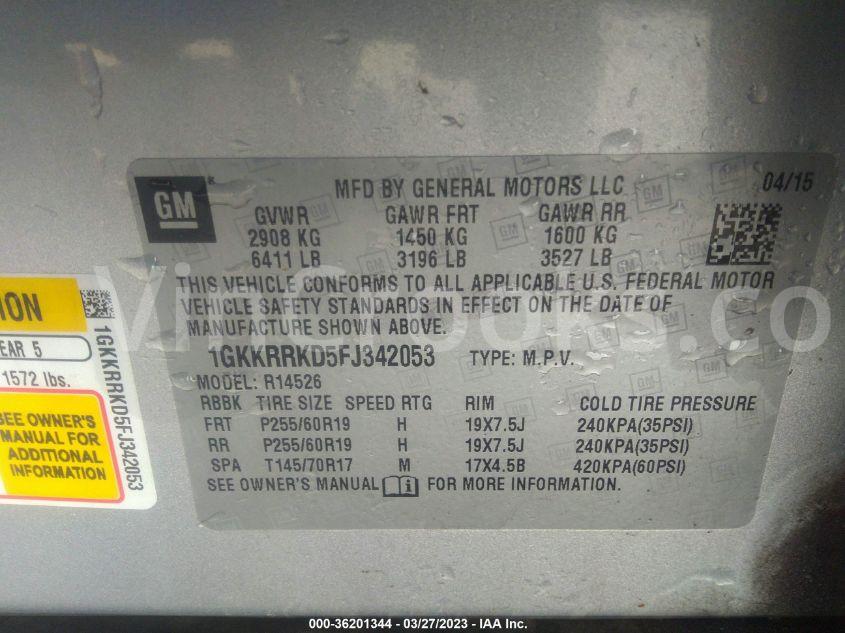 GM
MFD BY GENERAL MOTORS LLC 04/15
GVWR GAWR FRT GAWR RR
2908 KG 1450 KG 1600 KG
6411 LB 3196 LB 3527 LB
THIS VEHICLE CONFORMS TO ALL APPLICABLE U.S. FEDERAL MOTOR
VEHICLE SAFETY STANDARDS IN EFFECT ON THE DATE OF
MANUFACTURE SHOWN ABOVE.
1GKKRRKD5FJ342053 TYPE: M.P.V.
MODEL: R14526
RBBK TIRE SIZE SPEED RTG RIM COLD TIRE PRESSURE
FRT P255/60R19 H 19X7.5J 240KPA(35PSI)
RR P255/60R19 H 19X7.5J 240KPA(35PSI)
SPA T145/70R17 M 17X4.5B 420KPA(60PSI)
SEE OWNER'S MANUAL FOR MORE INFORMATION.
EAR 5
1572 lbs.
SEE OWNER'S
MANUAL FOR
ADDITIONAL
INFORMATION
1GKKRRKD5FJ342053
000-36201344 — 03/27/2023 — IAA Inc.